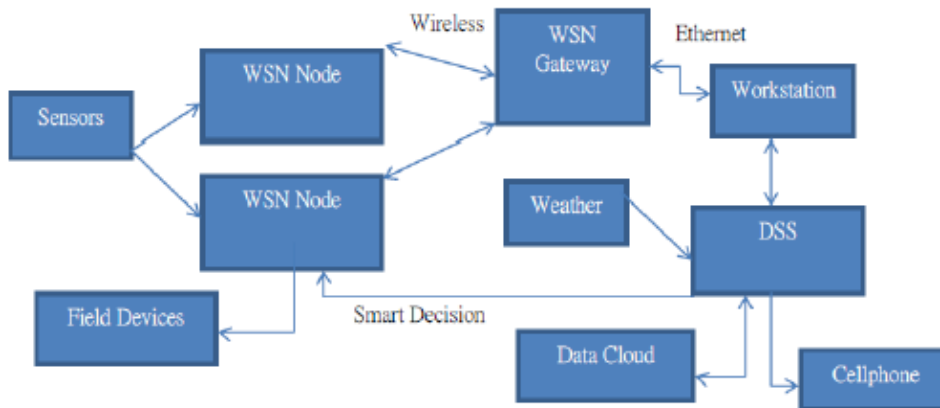 Wireless
WSN
Gateway
Ethernet
WSN Node
Workstation
Sensors
WSN Node
Weather
DSS
Field Devices
Smart Decision
Data Cloud
Cellphone